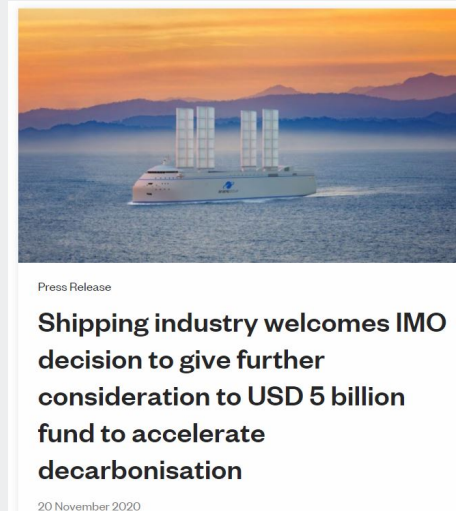 Press Release
Shipping industry welcomes IMO
decision to give further
consideration to USD 5 billion
fund to accelerate
decarbonisation
20 November 2020